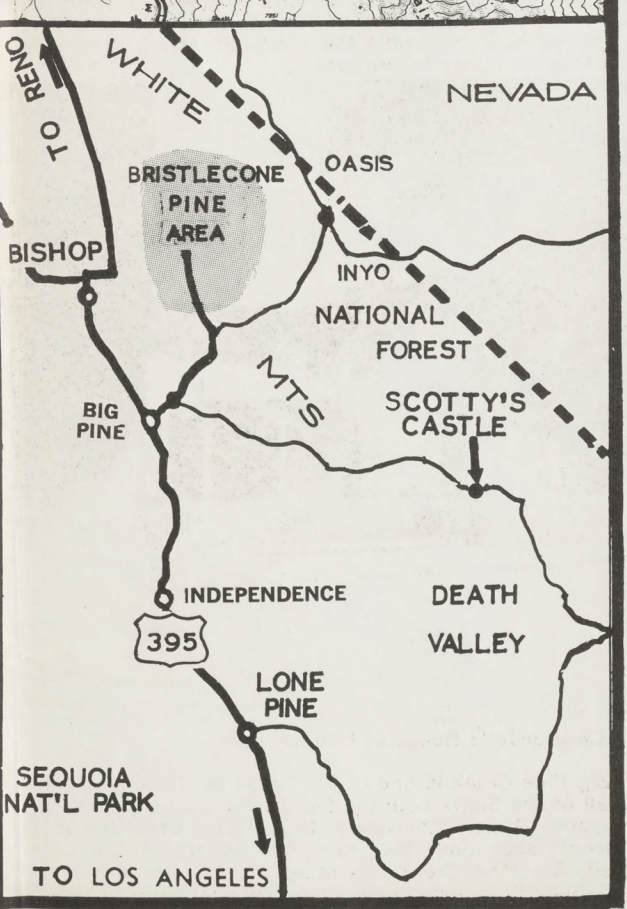 TO RENO
WHITE
NEVADA
BRISTLECONE
PINE
AREA
OASIS
BISHOP
INYO
NATIONAL
FOREST
MTS
SCOTTY'S
CASTLE
BIG
PINE
INDEPENDENCE
395
DEATH
VALLEY
LONE
PINE
SEQUOIA
NAT'L PARK
TO LOS ANGELES